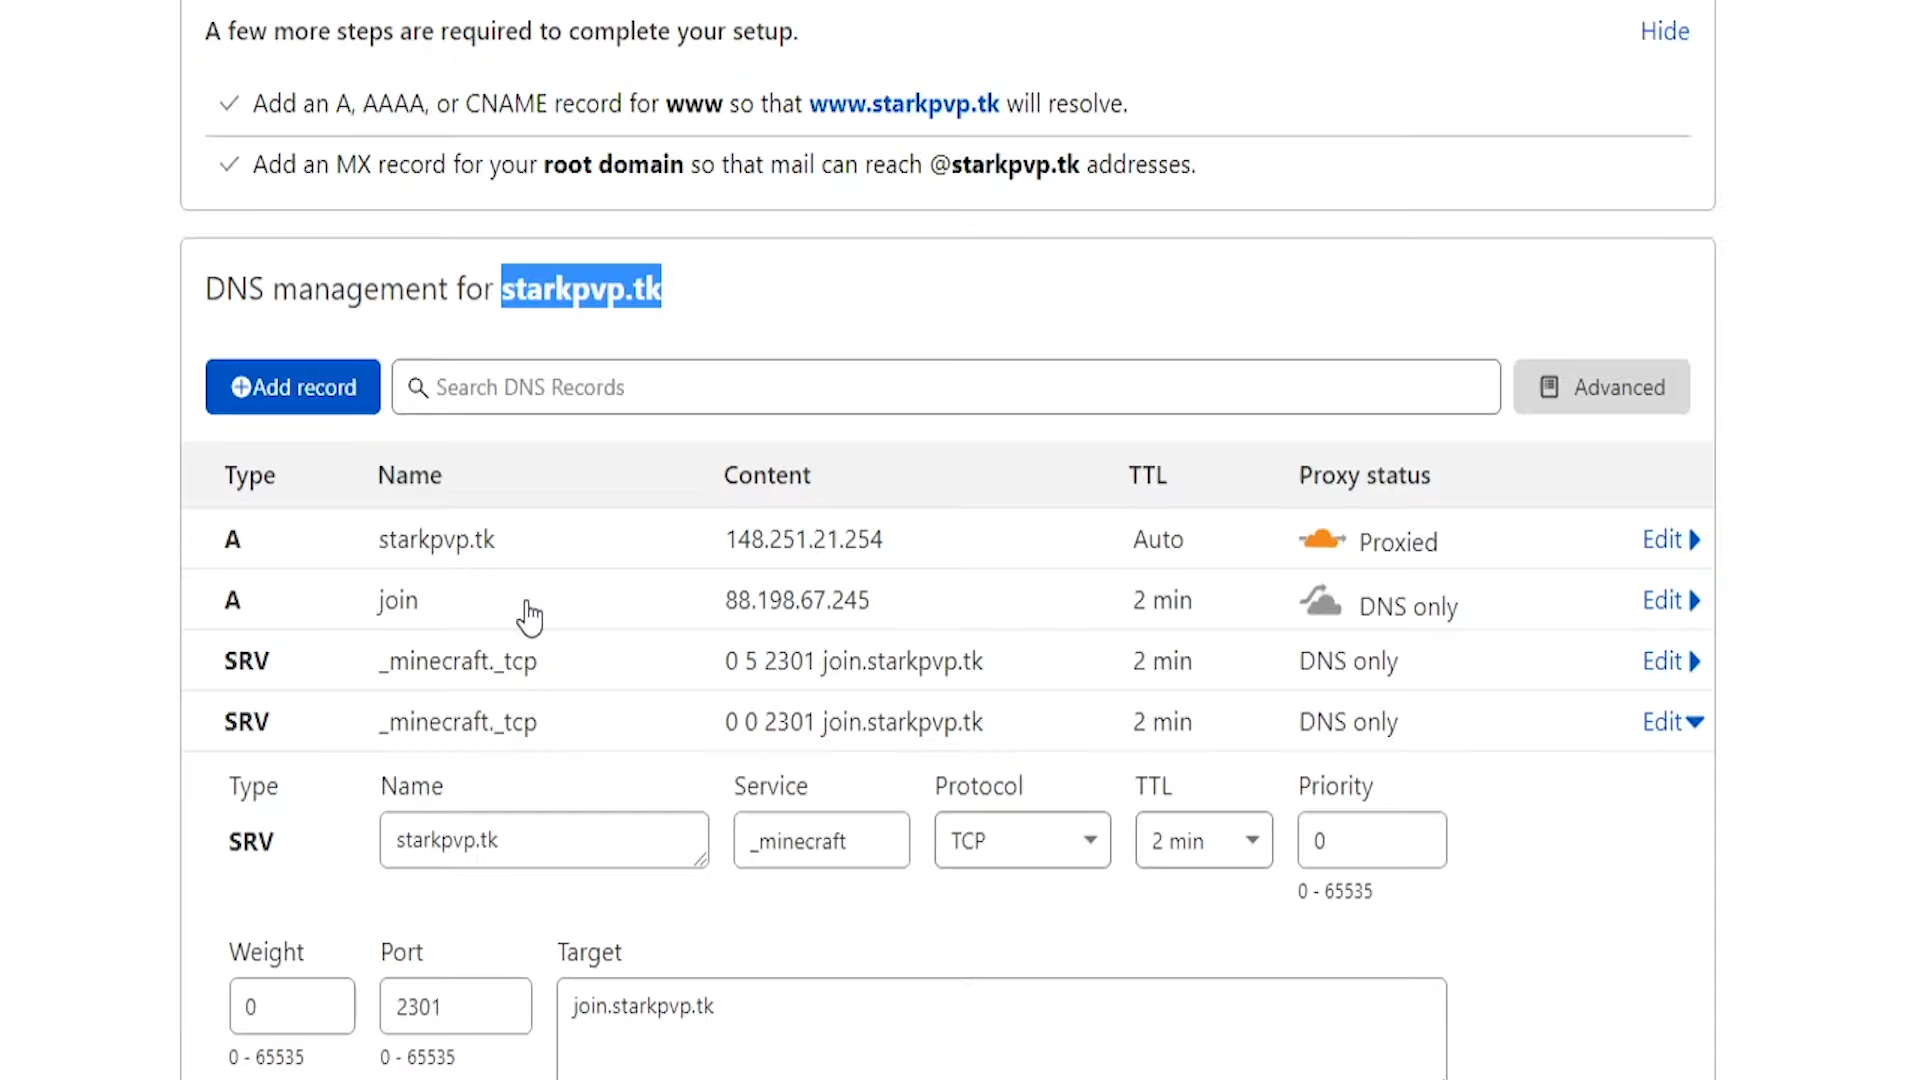 A few more steps are required to complete your setup.
Hide
Add an A, AAAA, or CNAME record for www so that www.starkpvp.tk will resolve.
Add an MX record for your root domain so that mail can reach @starkpvp.tk addresses.
DNS management for starkpvp.tk
Add record
Search DNS Records
Advanced
Type Name Content TTL Proxy status
A starkpvp.tk 148.251.21.254 Auto Proxied Edit
A join 88.198.67.245 2 min DNS only Edit
SRV _minecraft._tcp 0 5 2301 join.starkpvp.tk 2 min DNS only Edit
SRV _minecraft._tcp 0 0 2301 join.starkpvp.tk 2 min DNS only Edit
Type Name Service Protocol TTL Priority
SRV starkpvp.tk _minecraft TCP 2 min 0
0 - 65535
Weight Port Target
0 2301 join.starkpvp.tk
0 - 65535 0 - 65535